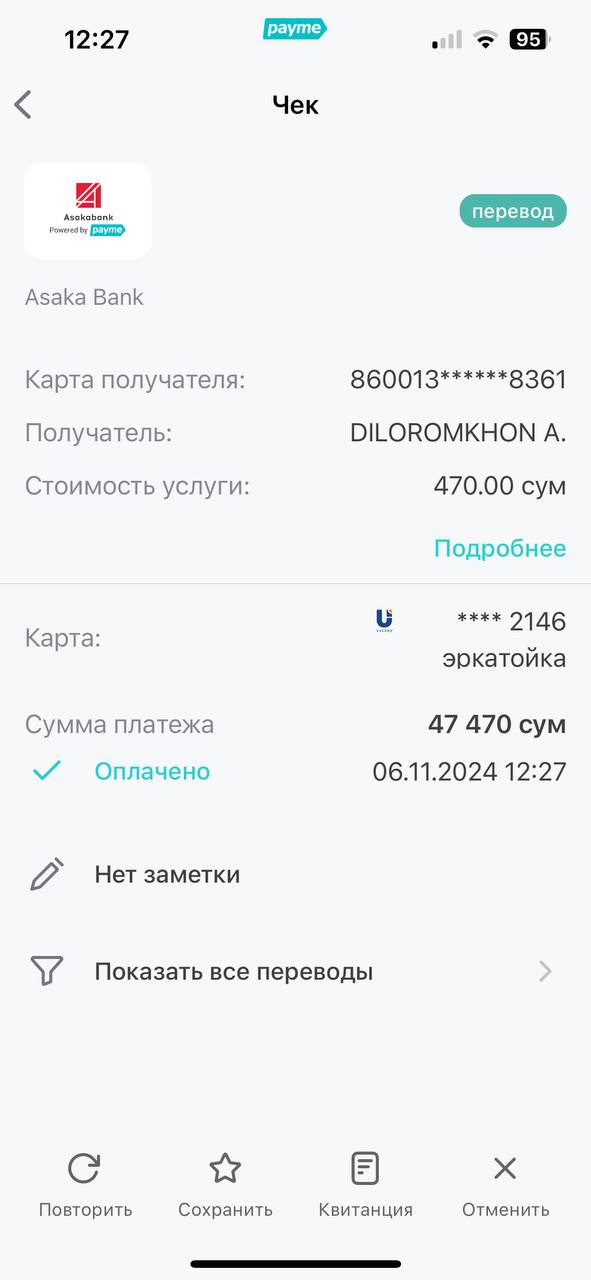 12:27
payme
95
Чек
Asakabank
Powered by payme
перевод
Asaka Bank
Карта получателя: 860013******8361
Получатель: DILOROMKHON A.
Стоимость услуги: 470.00 сум
Подробнее
Карта: **** 2146
эркатойка
Сумма платежа 47 470 сум
Оплачено 06.11.2024 12:27
Нет заметки
Показать все переводы
Повторить Сохранить Квитанция Отменить